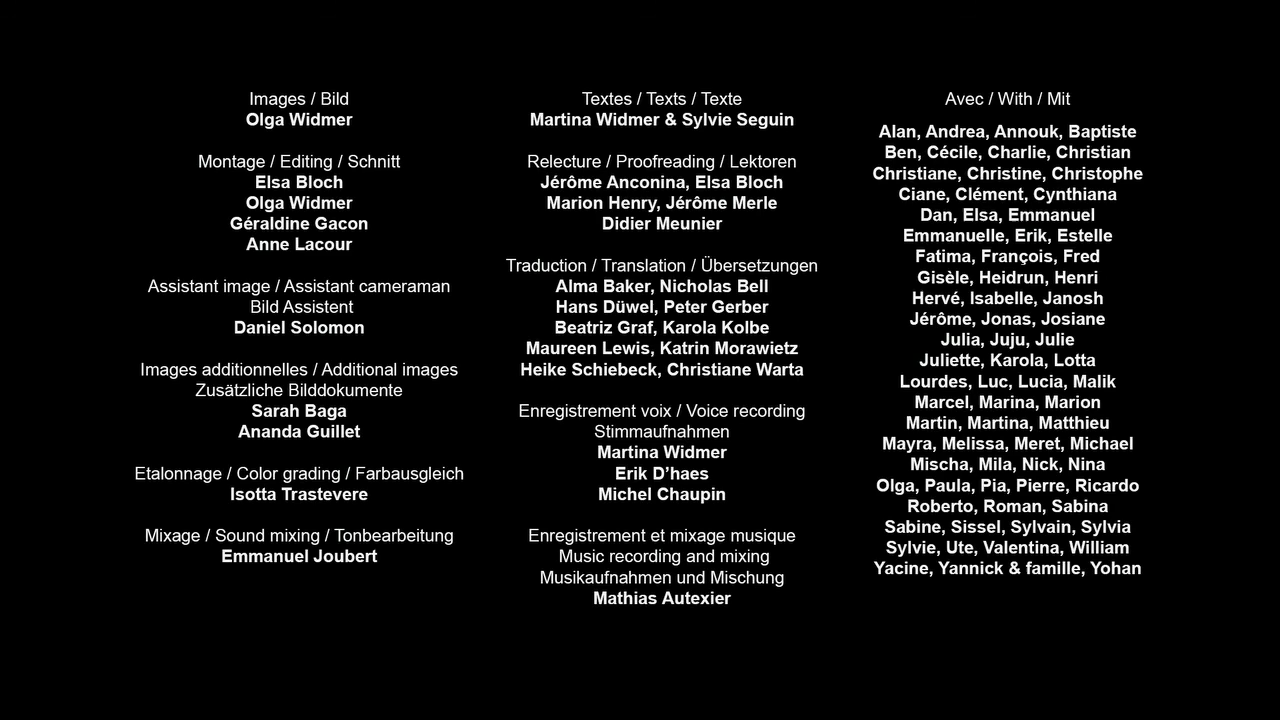 Images / Bild
Olga Widmer
Montage / Editing / Schnitt
Elsa Bloch
Olga Widmer
Géraldine Gacon
Anne Lacour
Assistant image / Assistant cameraman
Bild Assistent
Daniel Solomon
Images additionnelles / Additional images
Zusätzliche Bilddokumente
Sarah Baga
Ananda Guillet
Etalonnage / Color grading / Farbausgleich
Isotta Trastevere
Mixage / Sound mixing / Tonbearbeitung
Emmanuel Joubert
Textes / Texts / Texte
Martina Widmer & Sylvie Seguin
Relecture / Proofreading / Lektoren
Jérôme Anconina, Elsa Bloch
Marion Henry, Jérôme Merle
Didier Meunier
Traduction / Translation / Übersetzungen
Alma Baker, Nicholas Bell
Hans Düwel, Peter Gerber
Beatriz Graf, Karola Kolbe
Maureen Lewis, Katrin Morawietz
Heike Schiebeck, Christiane Warta
Enregistrement voix / Voice recording
Stimmaufnahmen
Martina Widmer
Erik D’haes
Michel Chaupin
Enregistrement et mixage musique
Music recording and mixing
Musikaufnahmen und Mischung
Mathias Autexier
Avec / With / Mit
Alan, Andrea, Annouk, Baptiste
Ben, Cécile, Charlie, Christian
Christiane, Christine, Christophe
Ciane, Clément, Cynthiana
Dan, Elsa, Emmanuel
Emmanuelle, Erik, Estelle
Fatima, François, Fred
Gisèle, Heidrun, Henri
Hervé, Isabelle, Janosh
Jérôme, Jonas, Josiane
Julia, Juju, Julie
Juliette, Karola, Lotta
Lourdes, Luc, Lucia, Malik
Marcel, Marina, Marion
Martin, Martina, Matthieu
Mayra, Melissa, Meret, Michael
Mischa, Mila, Nick, Nina
Olga, Paula, Pia, Pierre, Ricardo
Roberto, Roman, Sabina
Sabine, Sissel, Sylvain, Sylvia
Sylvie, Ute, Valentina, William
Yacine, Yannick & famille, Yohan